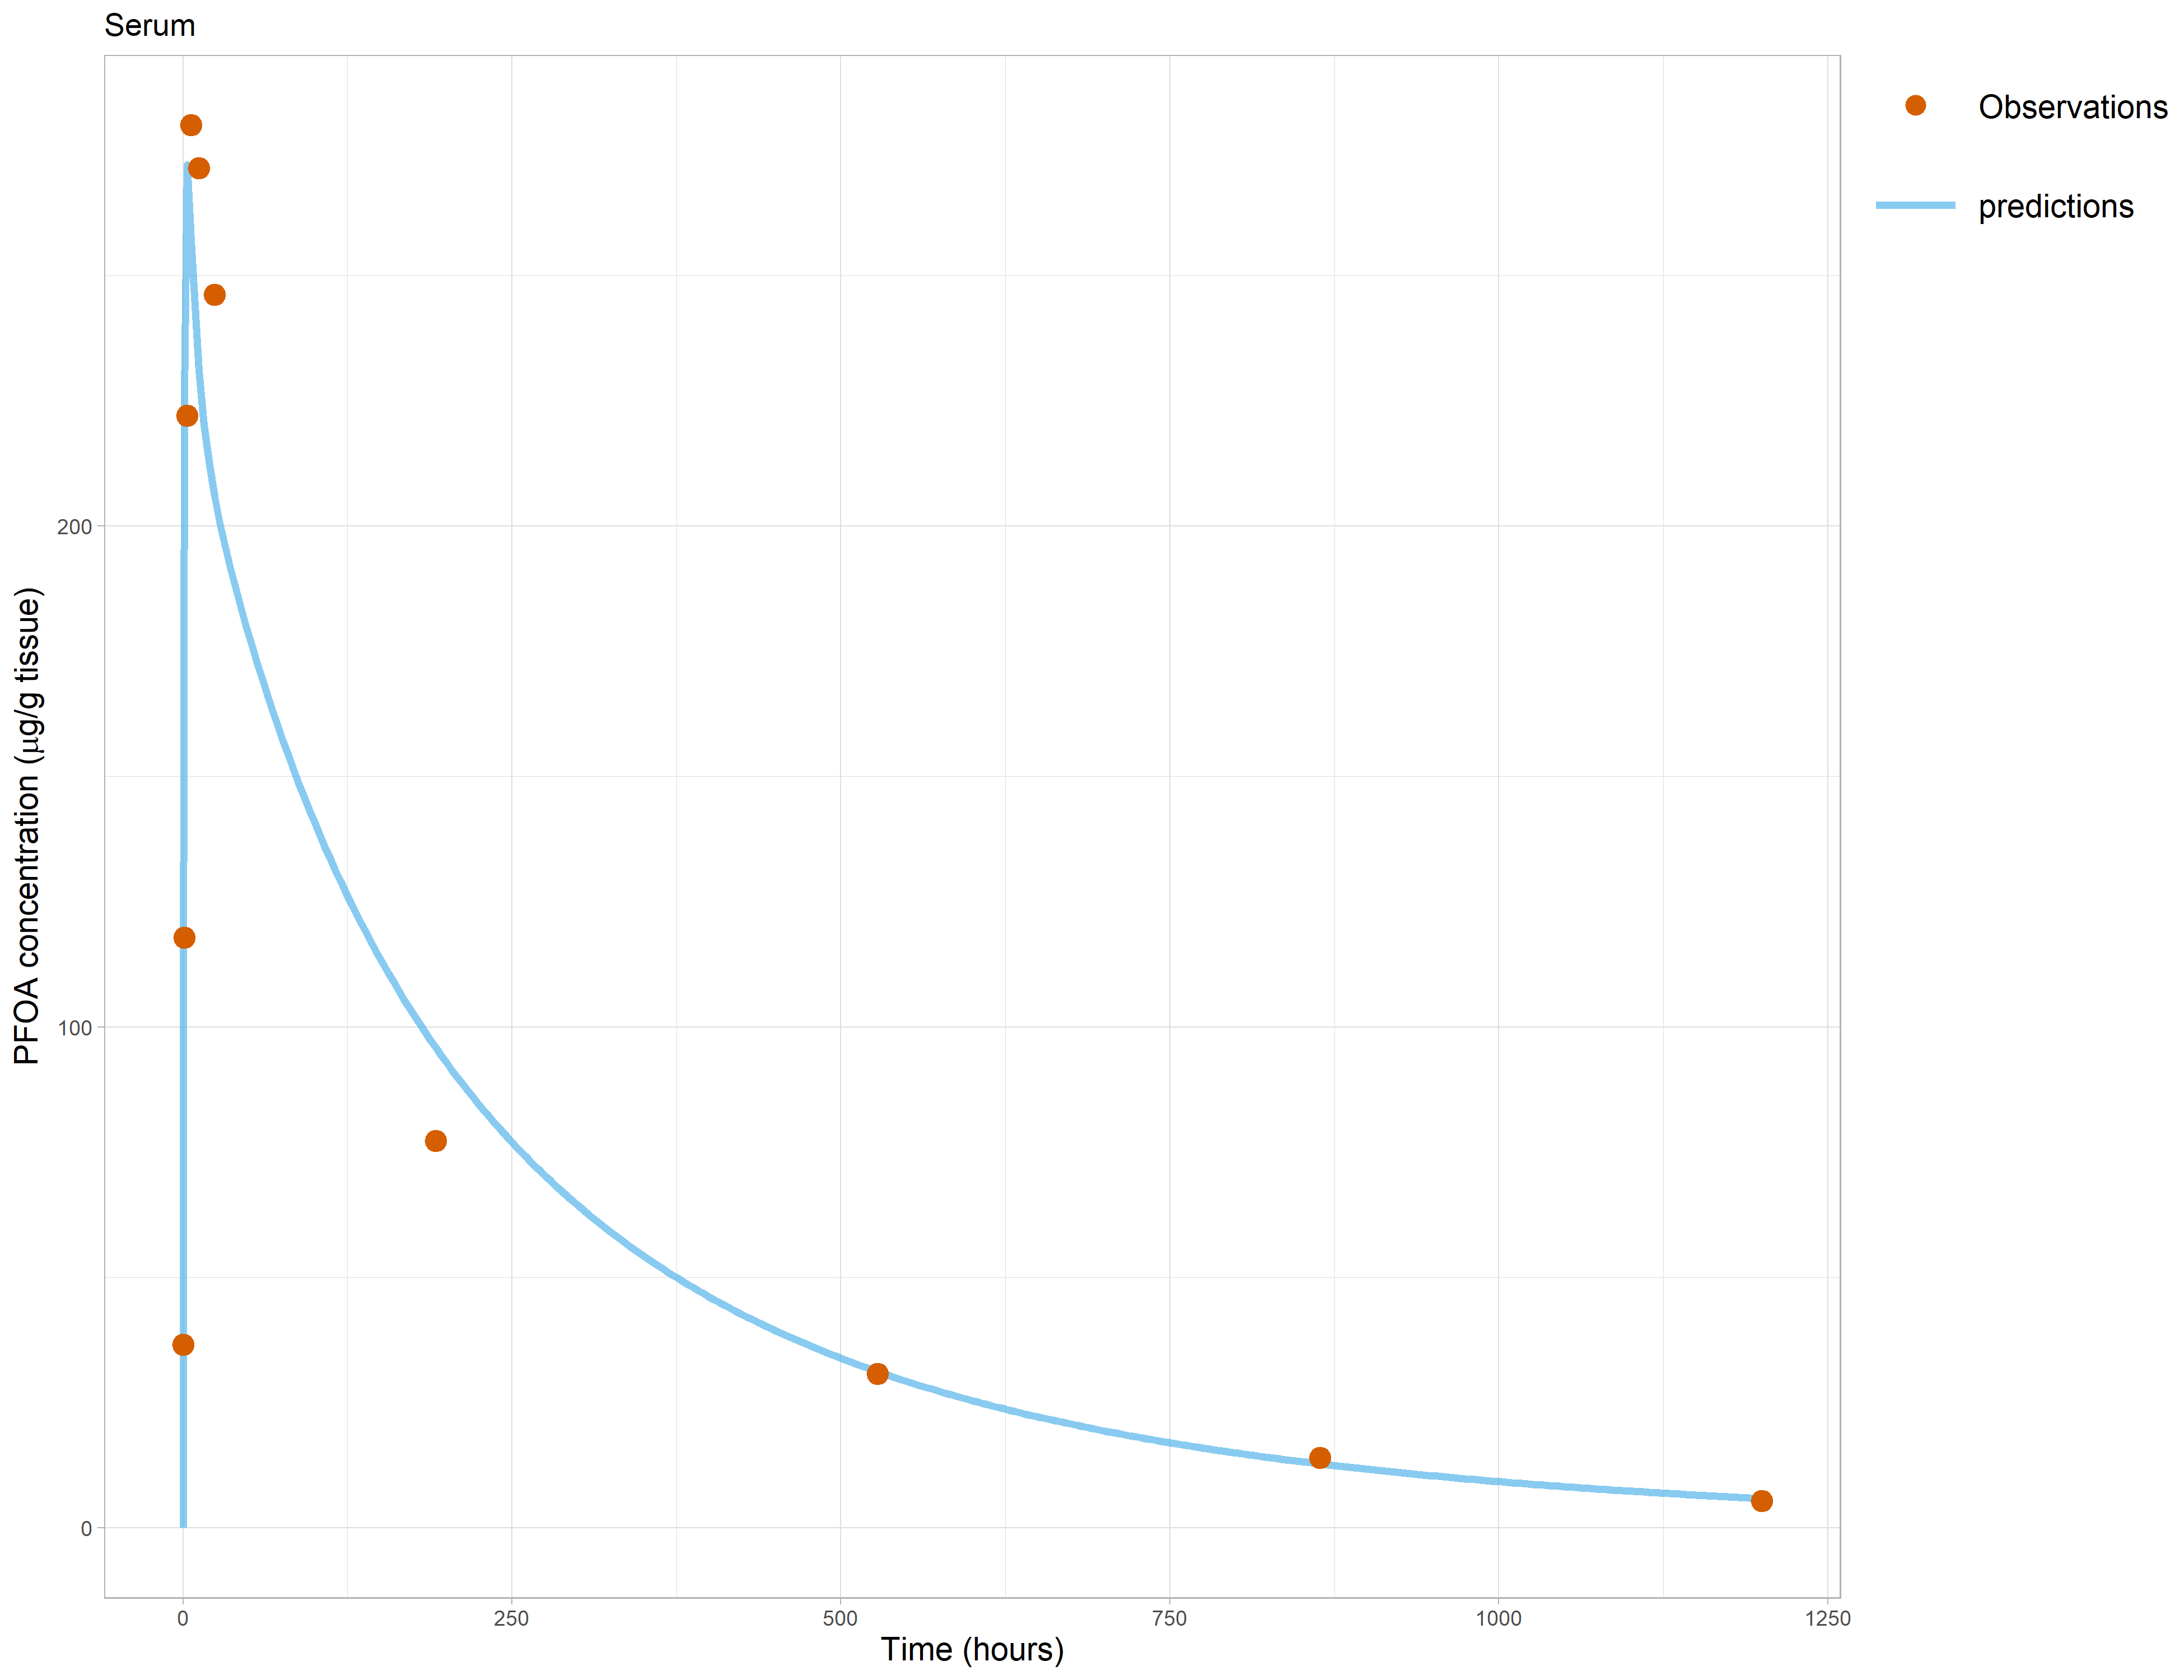 Serum
Observations
predictions
PFOA concentration (μg/g tissue)
200
100
0
0 250 500 750 1000 1250
Time (hours)